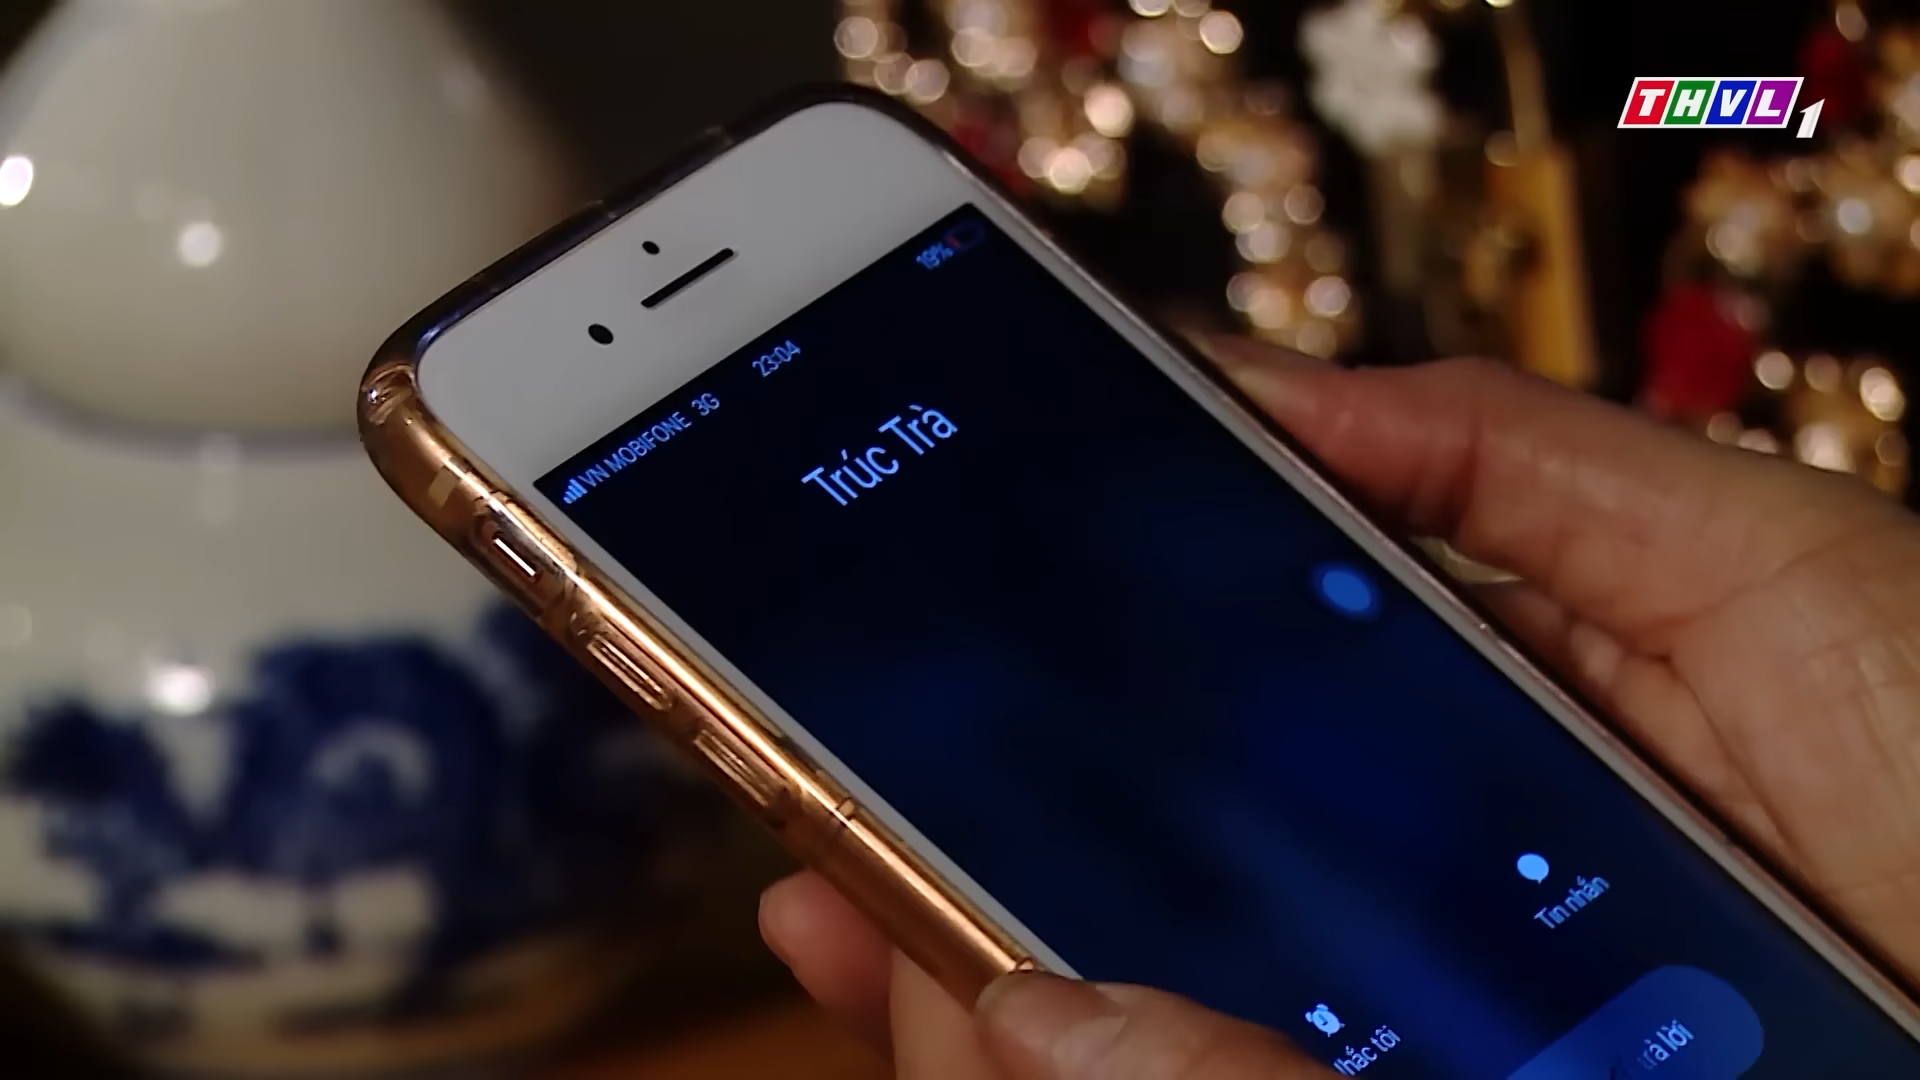 THVL1
19%
VN MOBIFONE 3G 23:04
Trúc Trà
Tin nhắn
Nhắc tôi
trả lời